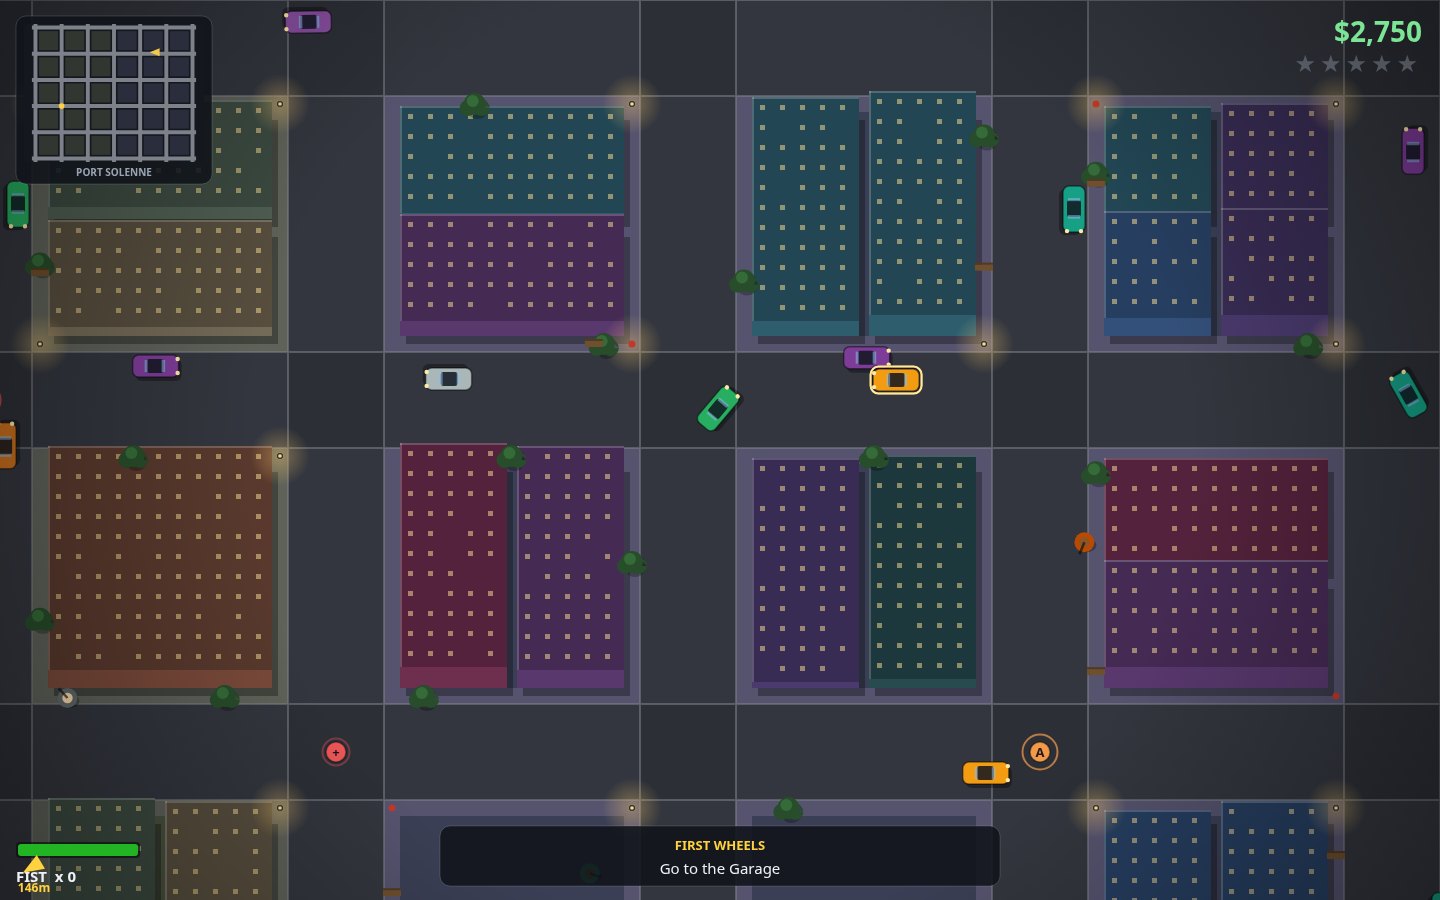 $2,750
★★★★★
PORT SOLENNE
+
A
FIRST WHEELS
Go to the Garage
FIST x 0
146m